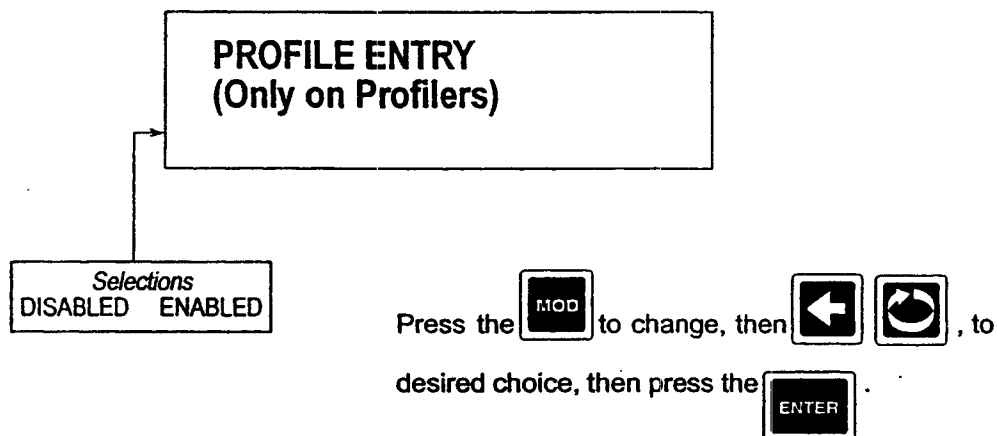 PROFILE ENTRY
(Only on Profilers)
Selections
DISABLED ENABLED
Press the MOD to change, then , to
desired choice, then press the ENTER .